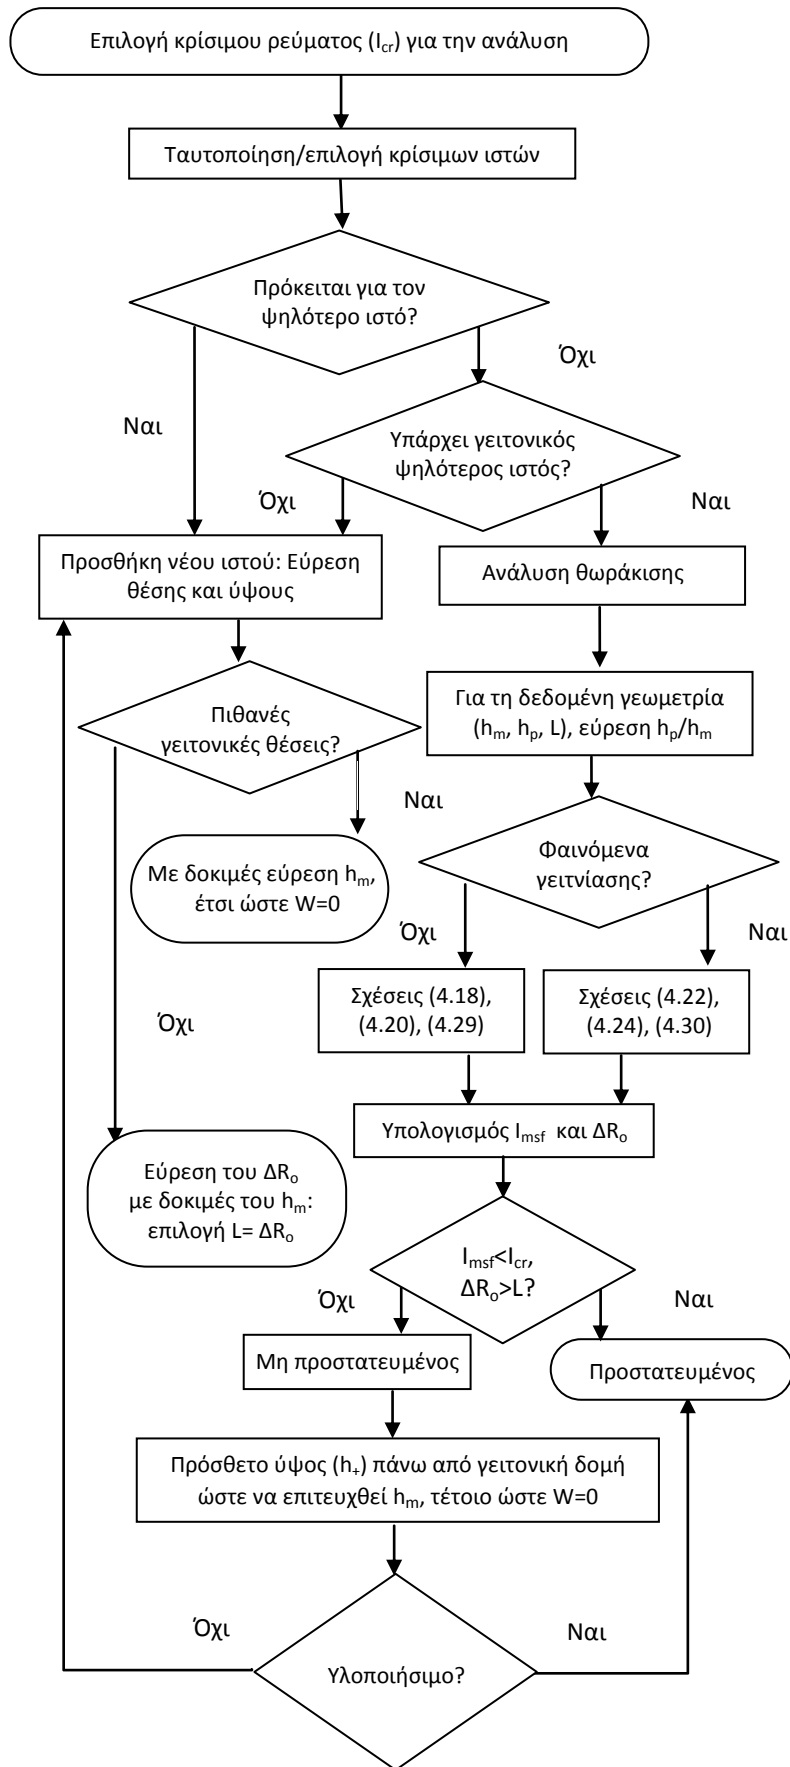 Επιλογή κρίσιμου ρεύματος (Icr) για την ανάλυση
Ταυτοποίηση/επιλογή κρίσιμων ιστών
Πρόκειται για τον
ψηλότερο ιστό?
Όχι
Ναι
Υπάρχει γειτονικός
ψηλότερος ιστός?
Όχι
Ναι
Προσθήκη νέου ιστού: Εύρεση
θέσης και ύψους
Ανάλυση θωράκισης
Πιθανές
γειτονικές θέσεις?
Για τη δεδομένη γεωμετρία
(hm, hp, L), εύρεση hp/hm
Ναι
Με δοκιμές εύρεση hm,
έτσι ώστε W=0
Φαινόμενα
γειτνίασης?
Όχι
Ναι
Όχι
Σχέσεις (4.18),
(4.20), (4.29)
Σχέσεις (4.22),
(4.24), (4.30)
Υπολογισμός Imsf και ΔRo
Εύρεση του ΔRo
με δοκιμές του hm:
επιλογή L= ΔRo
Imsf<Icr,
ΔRo>L?
Όχι
Ναι
Μη προστατευμένος
Προστατευμένος
Πρόσθετο ύψος (h+) πάνω από γειτονική δομή
ώστε να επιτευχθεί hm, τέτοιο ώστε W=0
Όχι
Ναι
Υλοποιήσιμο?